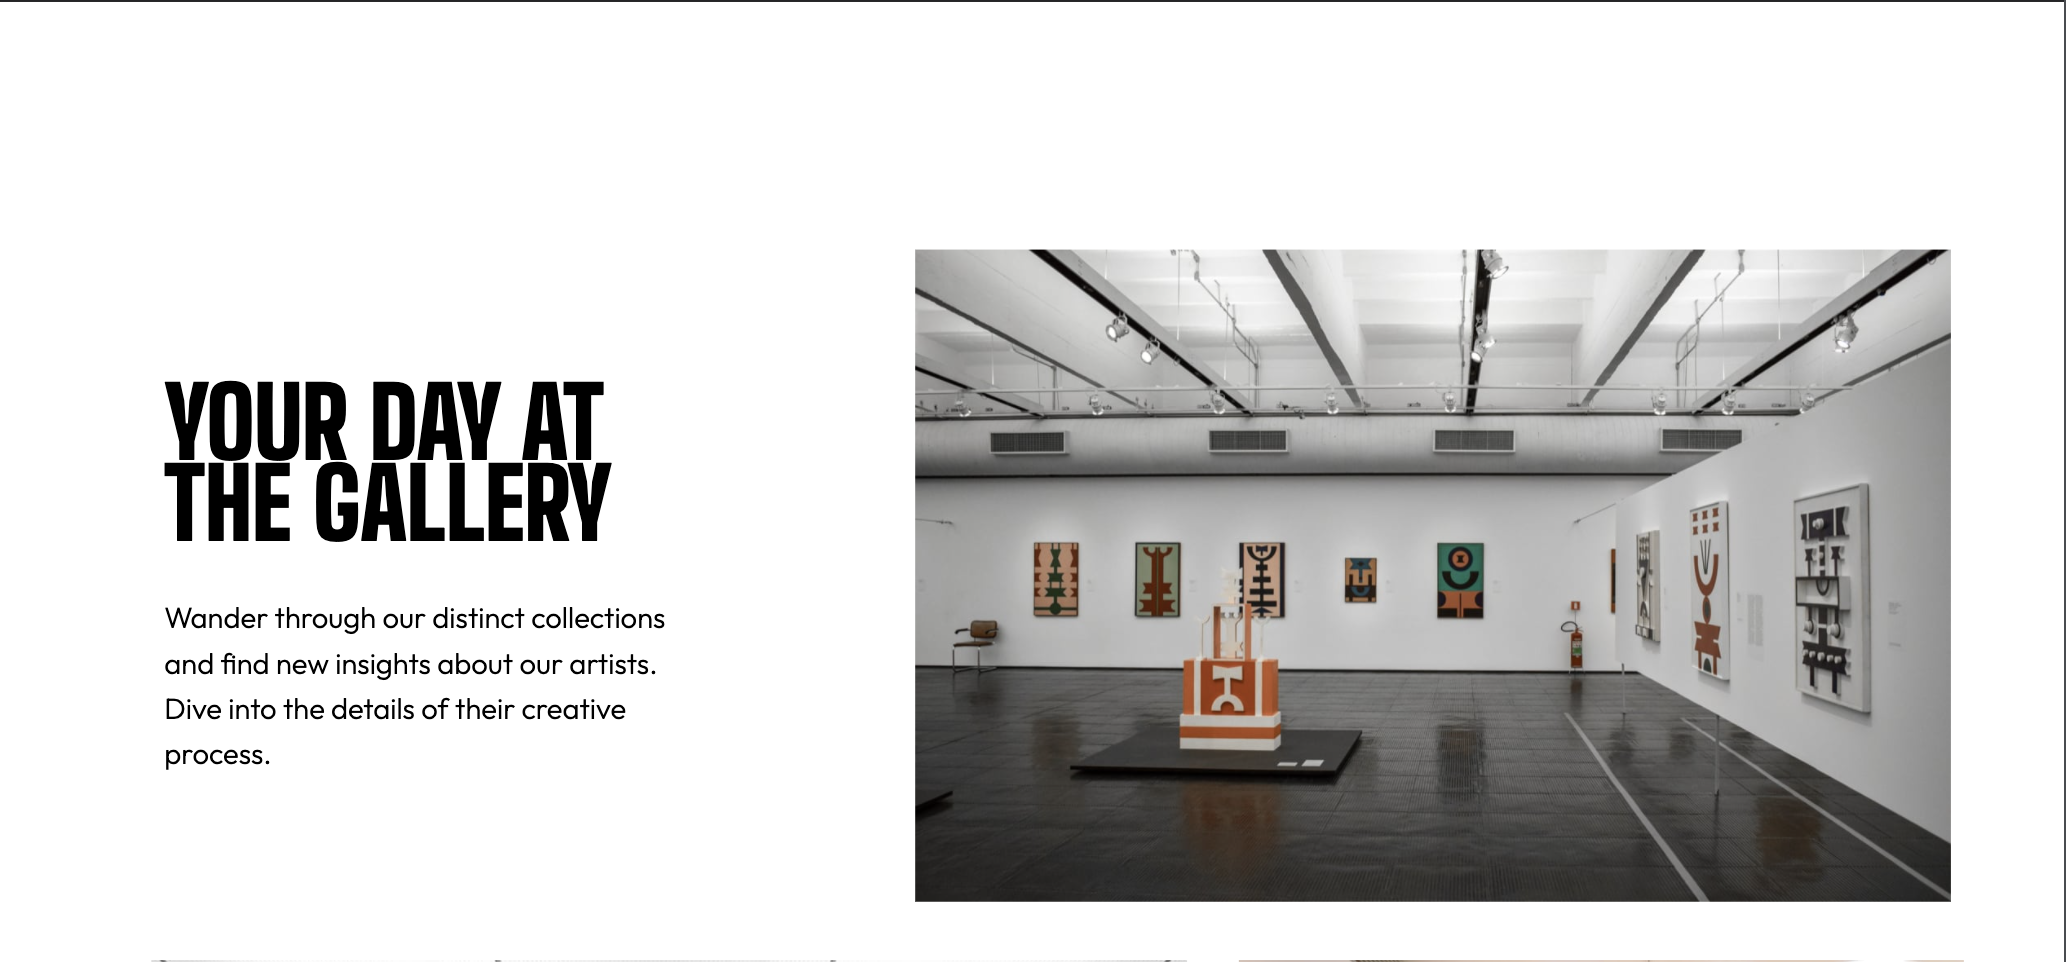 YOUR DAY AT
THE GALLERY
Wander through our distinct collections
and find new insights about our artists.
Dive into the details of their creative
process.